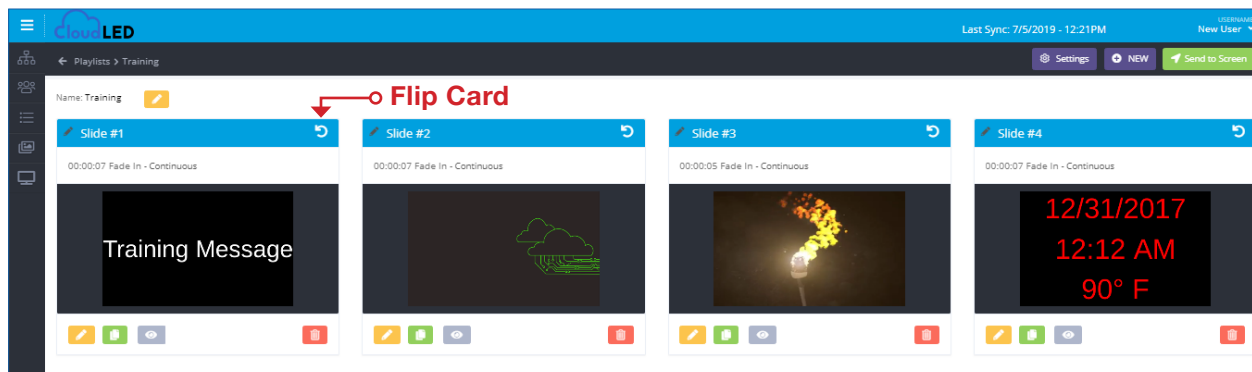 CloudLED
Last Sync: 7/5/2019 - 12:21PM
USERNAME
New User
Playlists > Training
Settings
NEW
Send to Screen
Name: Training
Flip Card
Slide #1
Slide #2
Slide #3
Slide #4
00:00:07 Fade In - Continuous
00:00:07 Fade In - Continuous
00:00:05 Fade In - Continuous
00:00:07 Fade In - Continuous
Training Message
12/31/2017
12:12 AM
90° F